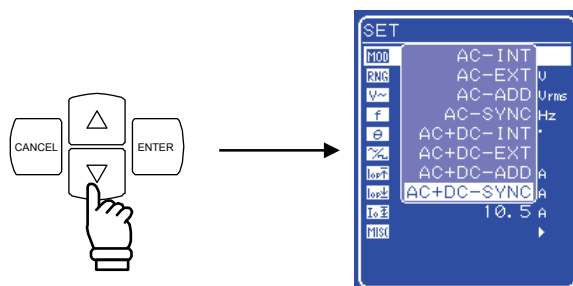 CANCEL
ENTER
SET
MOD AC-INT
RNG AC-EXT V
V~ AC-ADD Vrms
f AC-SYNC Hz
θ AC+DC-INT °
AC+DC-EXT
AC+DC-ADD A
AC+DC-SYNC A
10.5 A
MISC